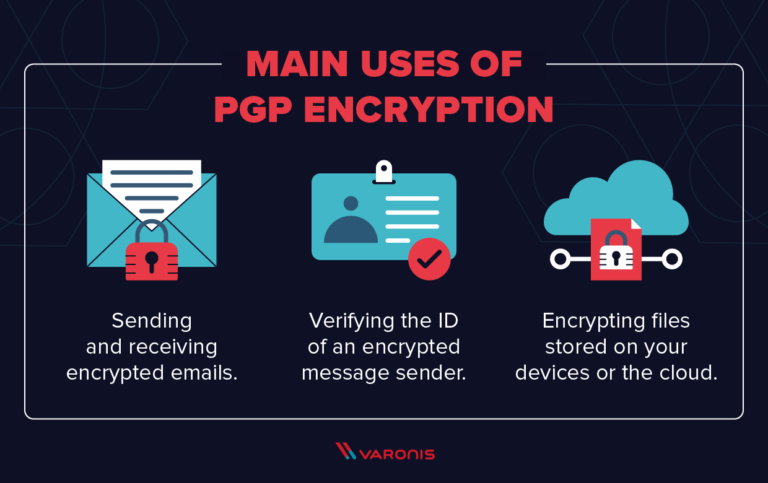 MAIN USES OF
PGP ENCRYPTION
Sending
and receiving
encrypted emails.
Verifying the ID
of an encrypted
message sender.
Encrypting files
stored on your
devices or the cloud.
VARONIS